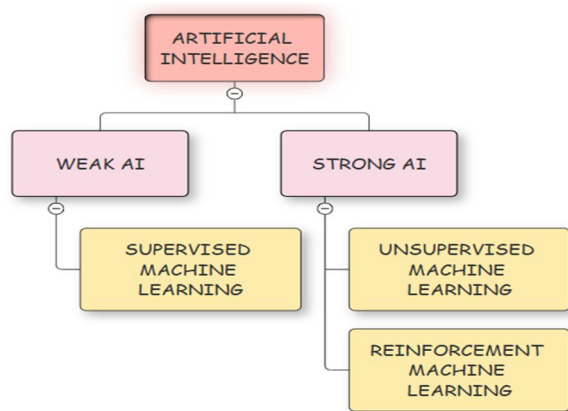 ARTIFICIAL
INTELLIGENCE
WEAK AI
STRONG AI
SUPERVISED
MACHINE
LEARNING
UNSUPERVISED
MACHINE
LEARNING
REINFORCEMENT
MACHINE
LEARNING